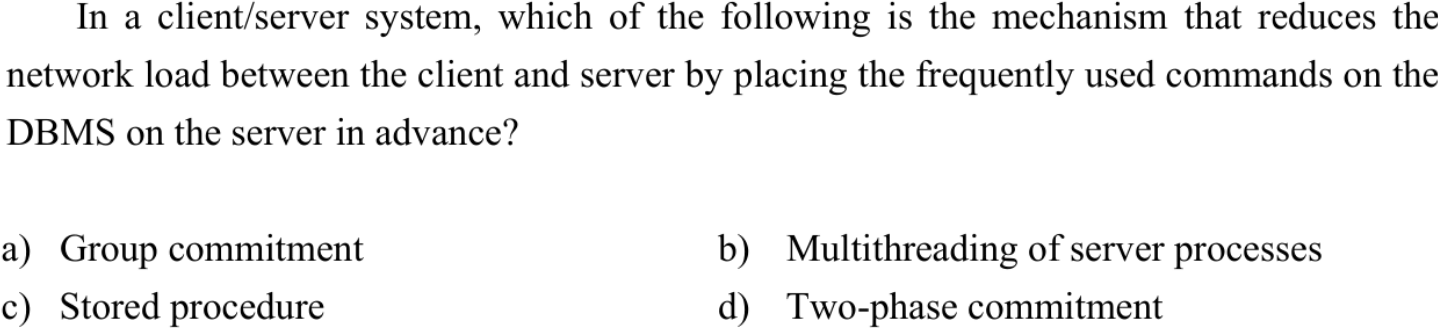 In a client/server system, which of the following is the mechanism that reduces the
network load between the client and server by placing the frequently used commands on the
DBMS on the server in advance?
a) Group commitment b) Multithreading of server processes
c) Stored procedure d) Two-phase commitment